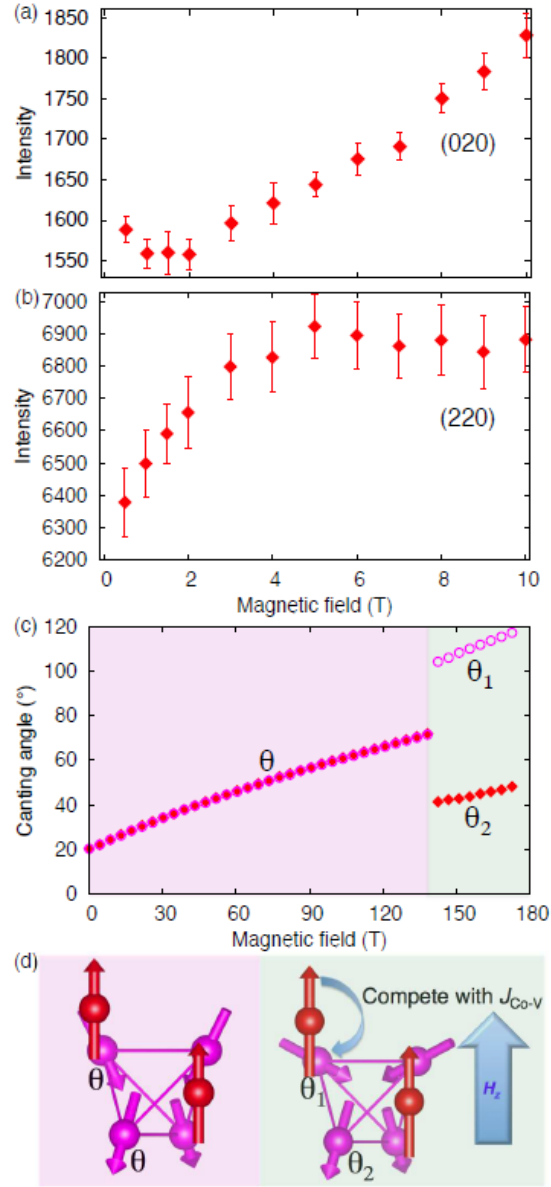 (a)
1850
1800
1750
1700
1650
1600
1550
Intensity
(020)
(b)
7000
6900
6800
6700
6600
6500
6400
6300
6200
Intensity
(220)
0 2 4 6 8 10
Magnetic field (T)
(c)
120
100
80
60
40
20
0
Canting angle (°)
θ
θ1
θ2
0 30 60 90 120 150 180
Magnetic field (T)
(d)
Compete with JCo-V
θ
θ
θ1
θ2
Hz